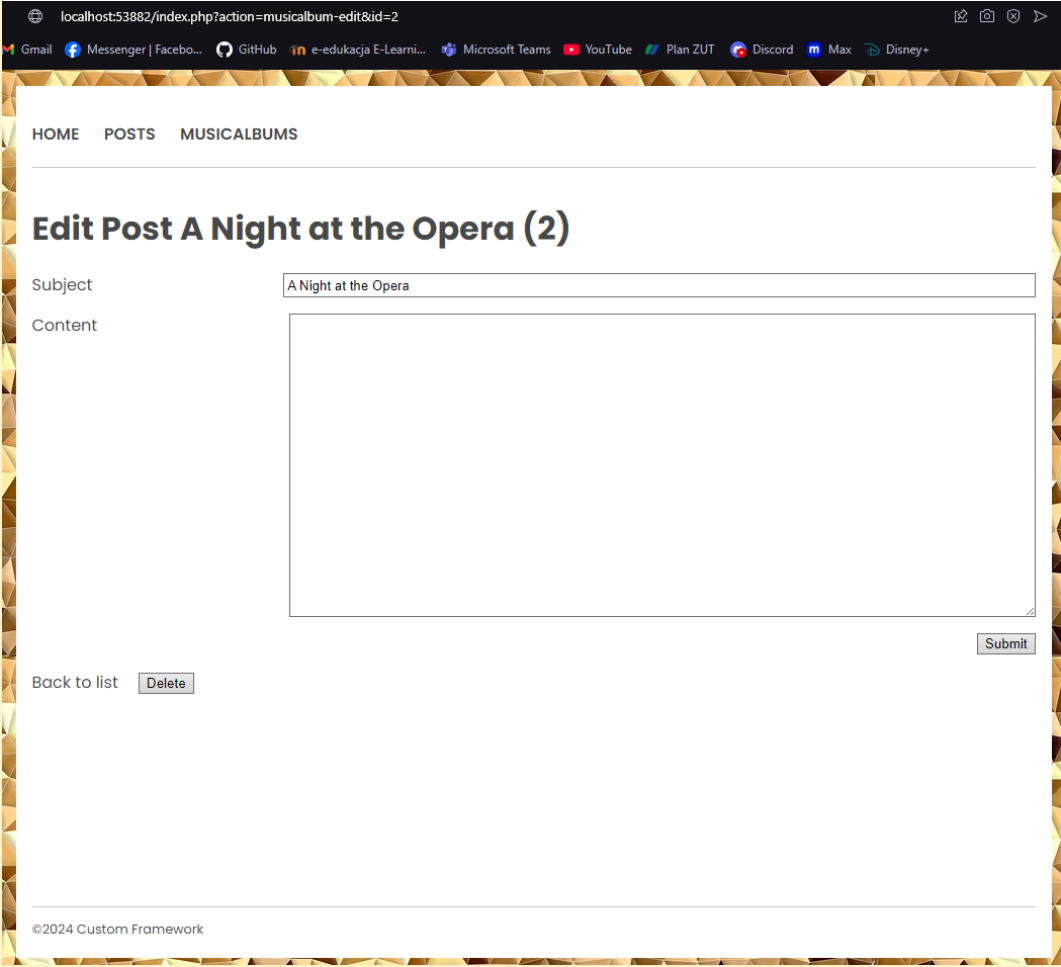 localhost:53882/index.php?action=musicalbum-edit&id=2
Gmail Messenger | Facebo... GitHub e-edukacja E-Learni... Microsoft Teams YouTube Plan ZUT Discord m Max Disney+
HOME POSTS MUSICALBUMS
Edit Post A Night at the Opera (2)
Subject A Night at the Opera
Content
Submit
Back to list Delete
©2024 Custom Framework